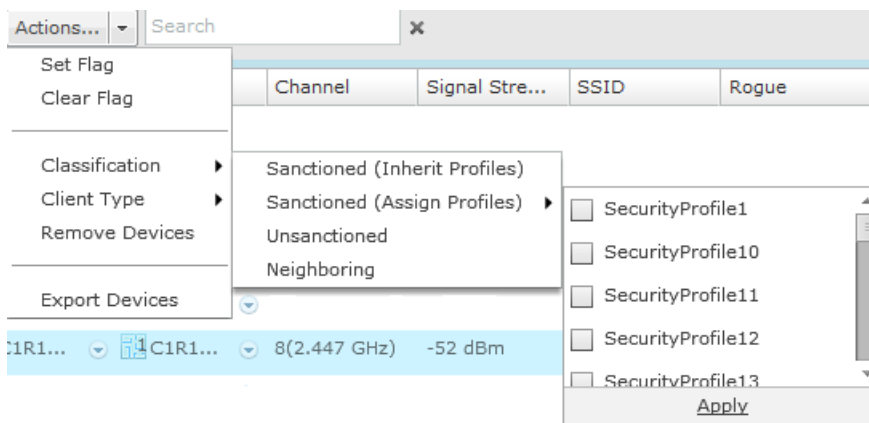 Actions... Search
Set Flag
Clear Flag
Channel Signal Stre... SSID Rogue
Classification
Client Type
Remove Devices
Export Devices
Sanctioned (Inherit Profiles)
Sanctioned (Assign Profiles)
Unsanctioned
Neighboring
SecurityProfile1
SecurityProfile10
SecurityProfile11
SecurityProfile12
SecurityProfile13
Apply
C1R1... 1 C1R1... 8(2.447 GHz) -52 dBm